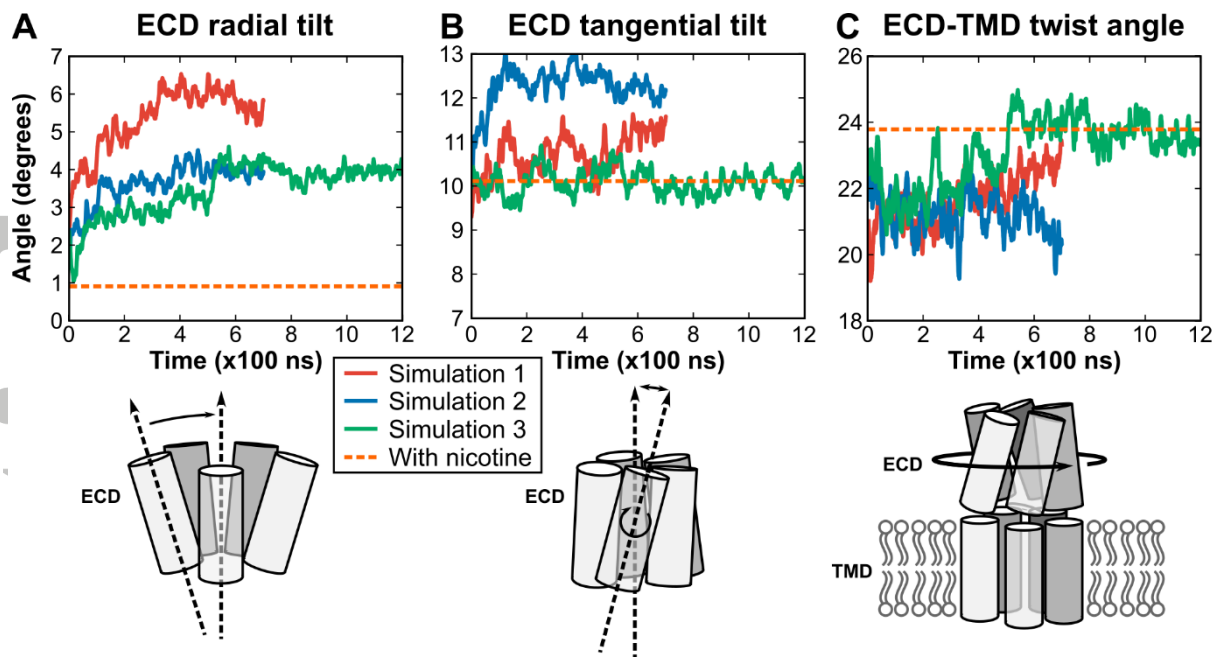 A ECD radial tilt
B ECD tangential tilt
C ECD-TMD twist angle
Angle (degrees)
7
6
5
4
3
2
1
0
0 2 4 6 8 10 12
Time (x100 ns)
13
12
11
10
9
8
7
0 2 4 6 8 10 12
Time (x100 ns)
26
24
22
20
18
0 2 4 6 8 10 12
Time (x100 ns)
Simulation 1
Simulation 2
Simulation 3
With nicotine
ECD
ECD
ECD
TMD